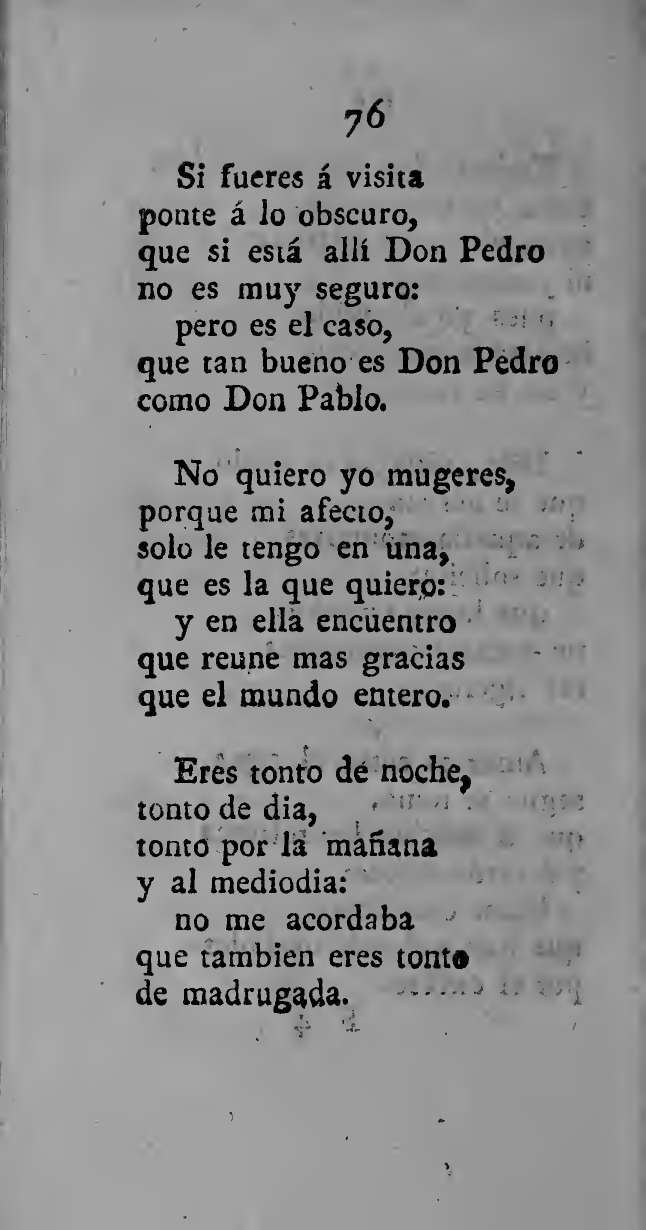 76
Si fueres á visita
ponte á lo obscuro,
que si está allí Don Pedro
no es muy seguro:
pero es el caso,
que tan bueno es Don Pedro
como Don Pablo.
No quiero yo mugeres,
porque mi afecto,
solo le tengo en una,
que es la que quiero:
y en ella encuentro
que reune mas gracias
que el mundo entero.
Eres tonto de noche,
tonto de dia,
tonto por la mañana
y al mediodia:
no me acordaba
que tambien eres tonto
de madrugada.